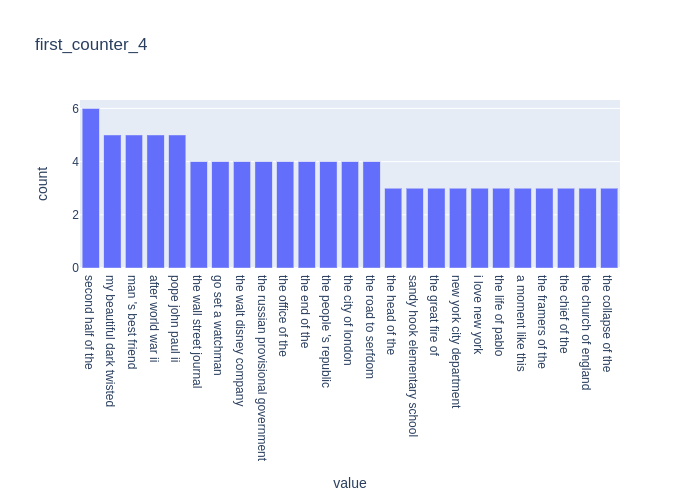 first_counter_4
count
6
4
2
0
second half of the
my beautiful dark twisted
man 's best friend
after world war ii
pope john paul ii
the wall street journal
go set a watchman
the walt disney company
the russian provisional government
the office of the
the end of the
the people 's republic
the city of london
the road to serfdom
the head of the
sandy hook elementary school
the great fire of
new york city department
i love new york
the life of pablo
a moment like this
the framers of the
the chief of the
the church of england
the collapse of the
value